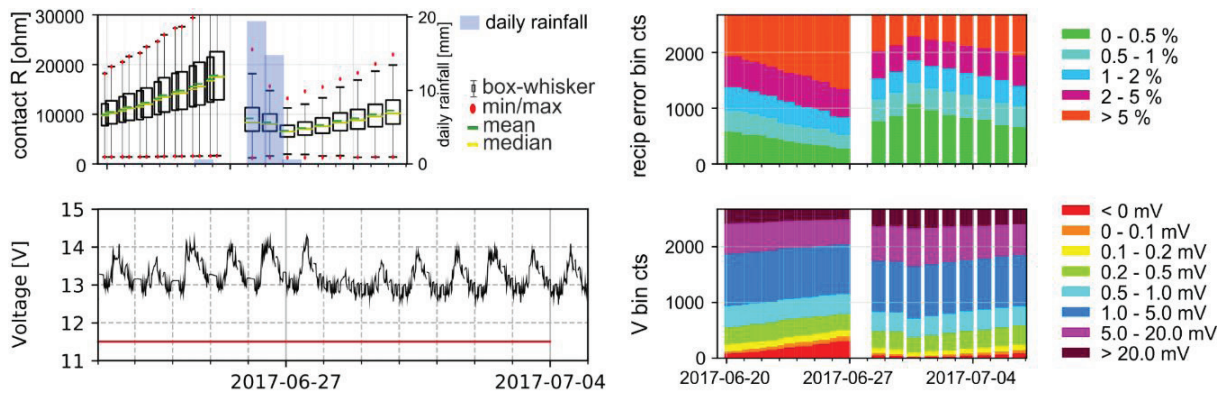 contact R [ohm]
30000
20000
10000
0
20
10
0
daily rainfall [mm]
daily rainfall
box-whisker
min/max
mean
median
recip error bin cts
2000
1000
0
0 - 0.5 %
0.5 - 1 %
1 - 2 %
2 - 5 %
> 5 %
Voltage [V]
15
14
13
12
11
2017-06-27
2017-07-04
V bin cts
2000
1000
0
2017-06-20
2017-06-27
2017-07-04
< 0 mV
0 - 0.1 mV
0.1 - 0.2 mV
0.2 - 0.5 mV
0.5 - 1.0 mV
1.0 - 5.0 mV
5.0 - 20.0 mV
> 20.0 mV